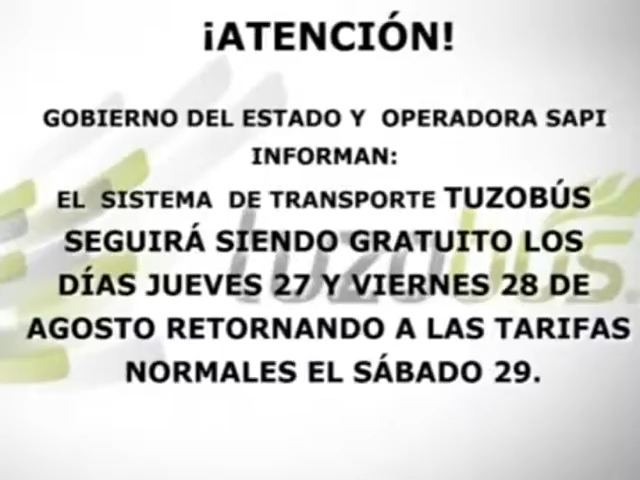 ¡ATENCIÓN!
GOBIERNO DEL ESTADO Y OPERADORA SAPI
INFORMAN:
EL SISTEMA DE TRANSPORTE TUZOBÚS
SEGUIRÁ SIENDO GRATUITO LOS
DÍAS JUEVES 27 Y VIERNES 28 DE
AGOSTO RETORNANDO A LAS TARIFAS
NORMALES EL SÁBADO 29.
tuzobús